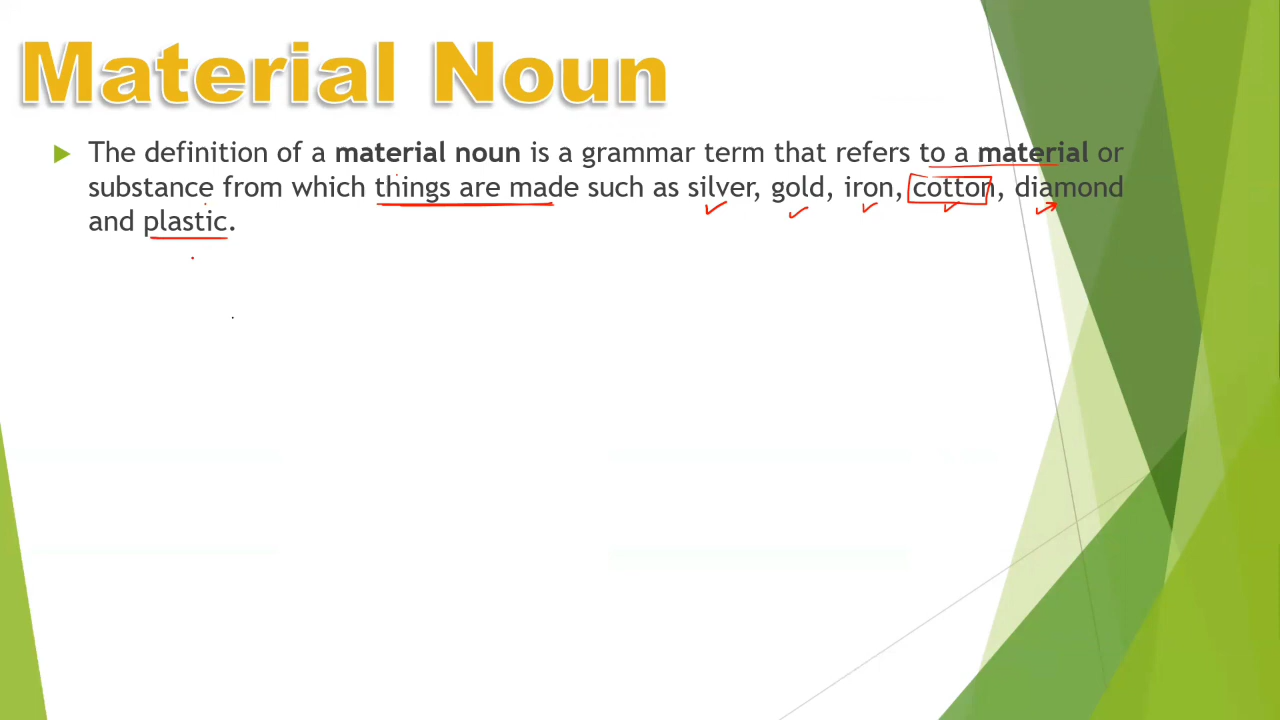 Material Noun
The definition of a material noun is a grammar term that refers to a material or
substance from which things are made such as silver, gold, iron, cotton, diamond
and plastic.